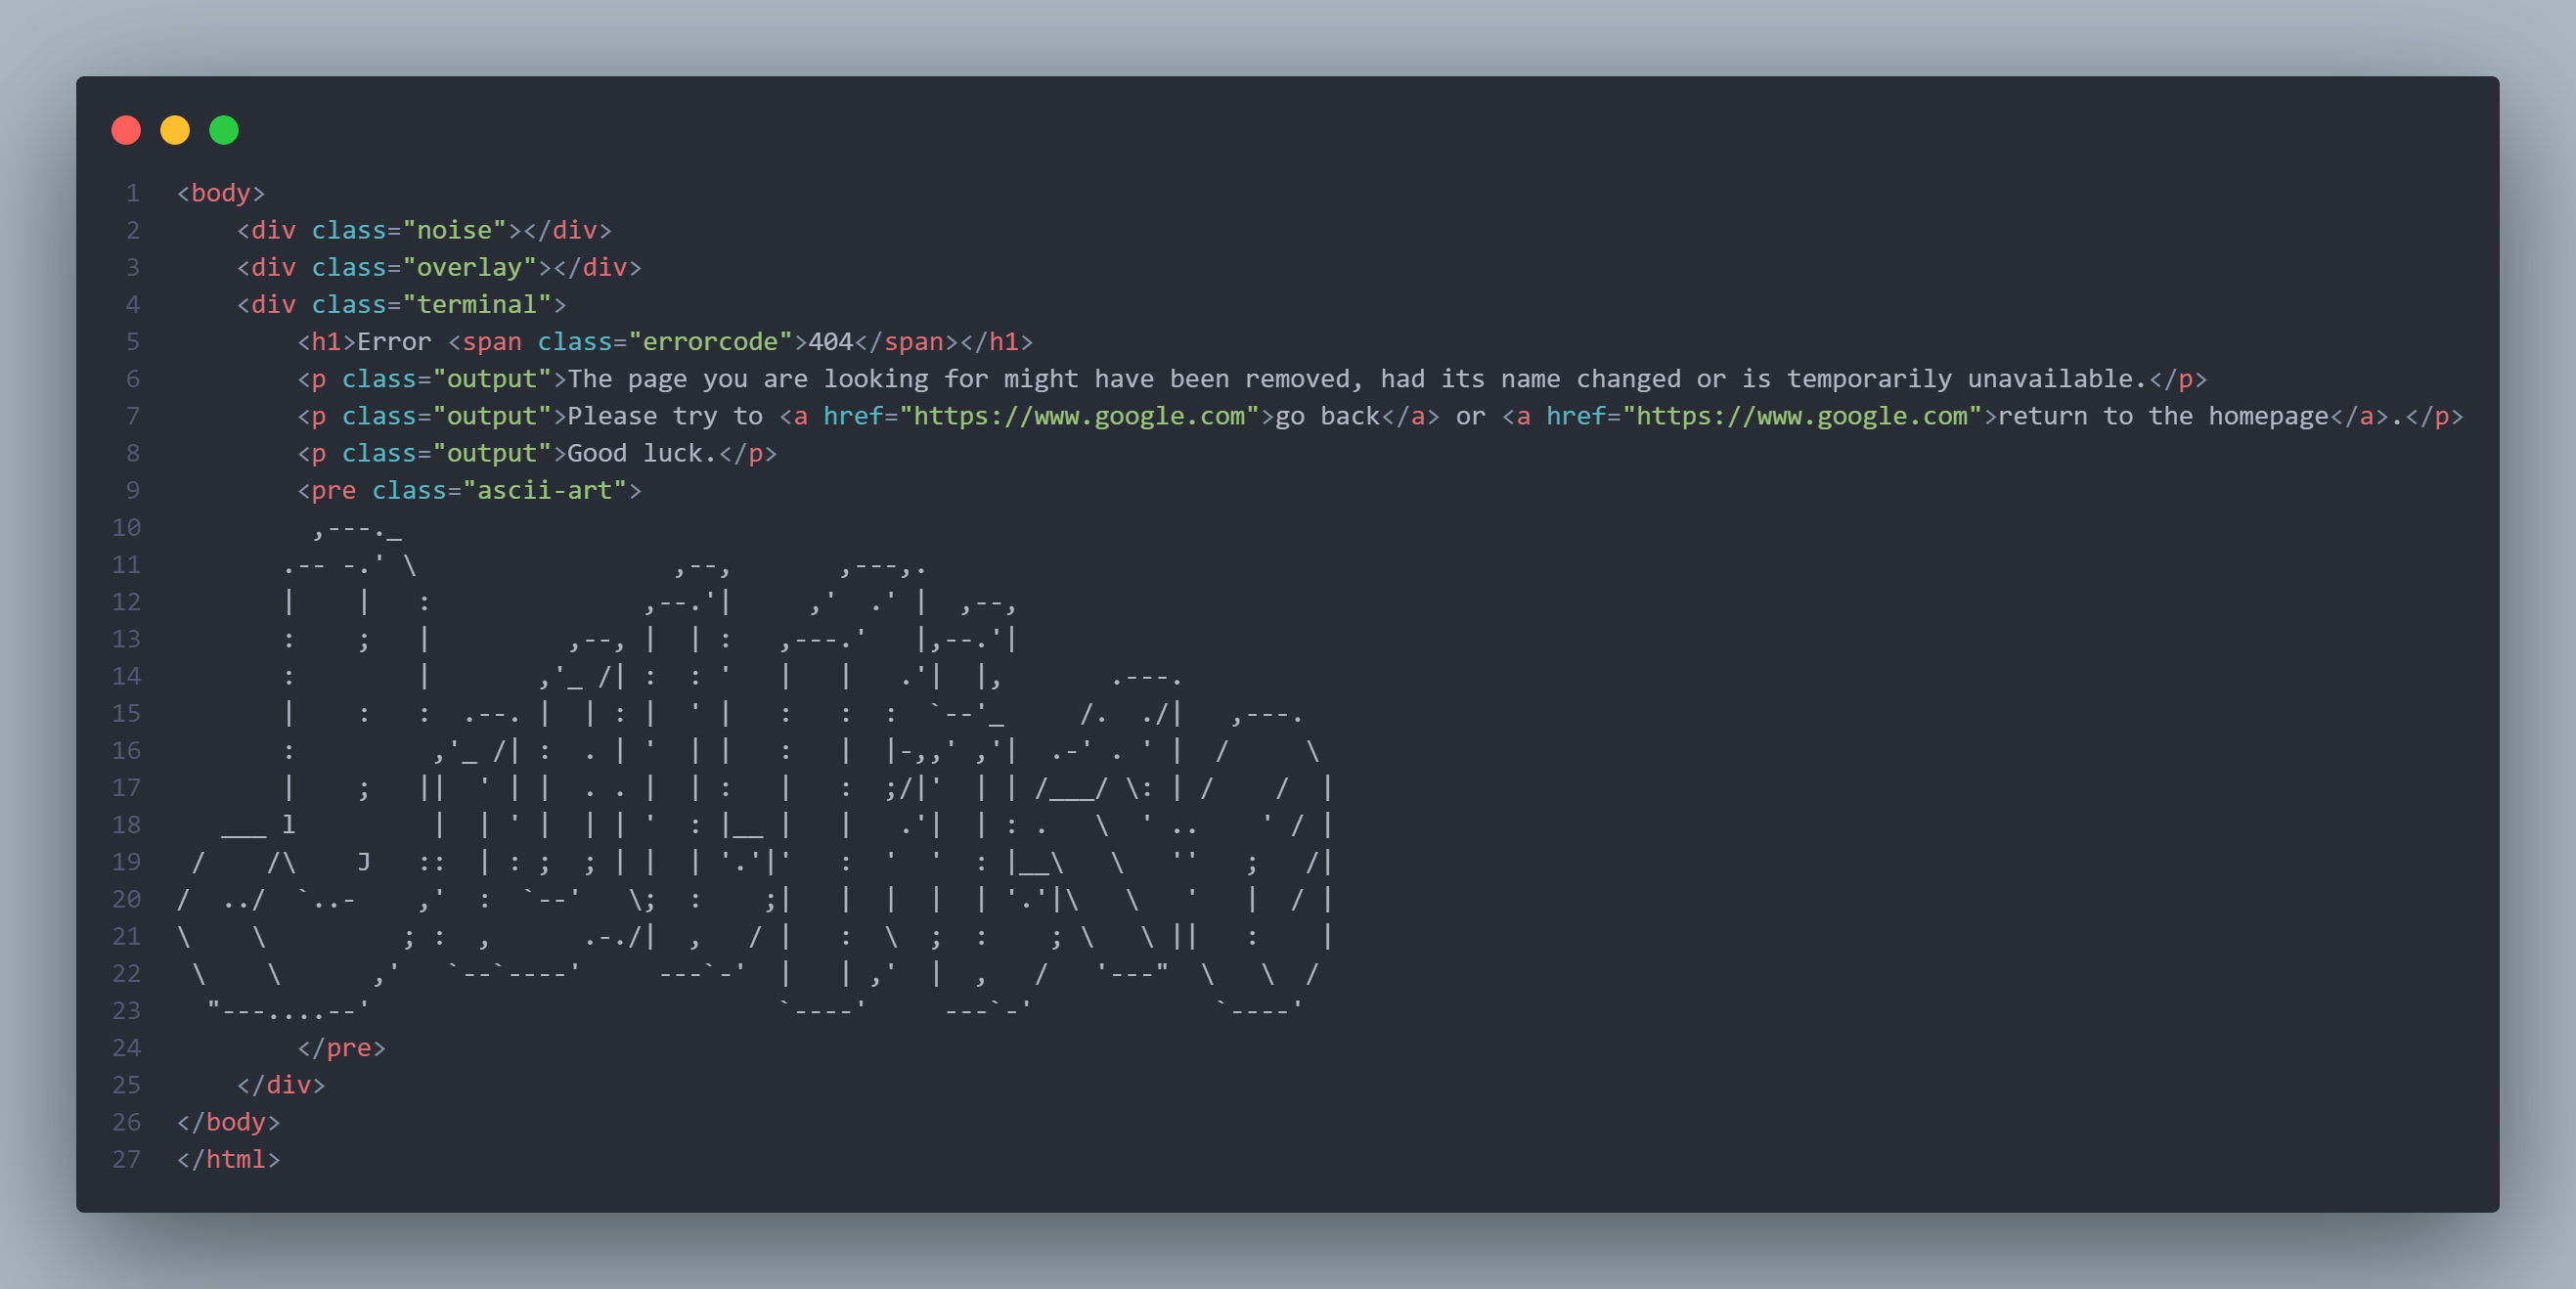 1 <body>
2     <div class="noise"></div>
3     <div class="overlay"></div>
4     <div class="terminal">
5         <h1>Error <span class="errorcode">404</span></h1>
6         <p class="output">The page you are looking for might have been removed, had its name changed or is temporarily unavailable.</p>
7         <p class="output">Please try to <a href="https://www.google.com">go back</a> or <a href="https://www.google.com">return to the homepage</a>.</p>
8         <p class="output">Good luck.</p>
9         <pre class="ascii-art">
10          ,---._
11        .-- -.' \                 ,--,       ,---,.
12        |    |   :              ,--.'|     ,'  .' |  ,--,
13        :    ;   |         ,--, |  | :   ,---.'   |,--.'|
14        :        |       ,'_ /| :  : '   |   |   .'|  |,       .---.
15        |    :   :  .--. |  | : |  ' |   :   :  :  `--'_     /.  ./|   ,---.
16        :         ,'_ /| :  . | '  | |   :   |  |-,,' ,'|  .-' . ' |  /     \
17        |    ;   ||  ' | |  . . |  | :   |   :  ;/|'  | | /___/ \: | /    /  |
18    ___ l         |  | ' |  | | '  : |__ |   |   .'|  | : .   \  ' ..    ' / |
19  /    /\    J   ::  | : ;  ; | |  | '.'|'   :  '  '  : |__\   \   ''   ;   /|
20 /  ../  `..-    ,'  :  `--'   \;  :    ;|   |  |  |  | '.'|\   \   '   |  / |
21 \    \         ; :  ,      .-./|  ,   / |   :  \  ;  :    ; \   \ ||   :    |
22  \    \      ,'   `--`----'     ---`-'  |   | ,'  |  ,   /   '---"  \   \  /
23   "---....--'                           `----'     ---`-'            `----'
24         </pre>
25     </div>
26 </body>
27 </html>